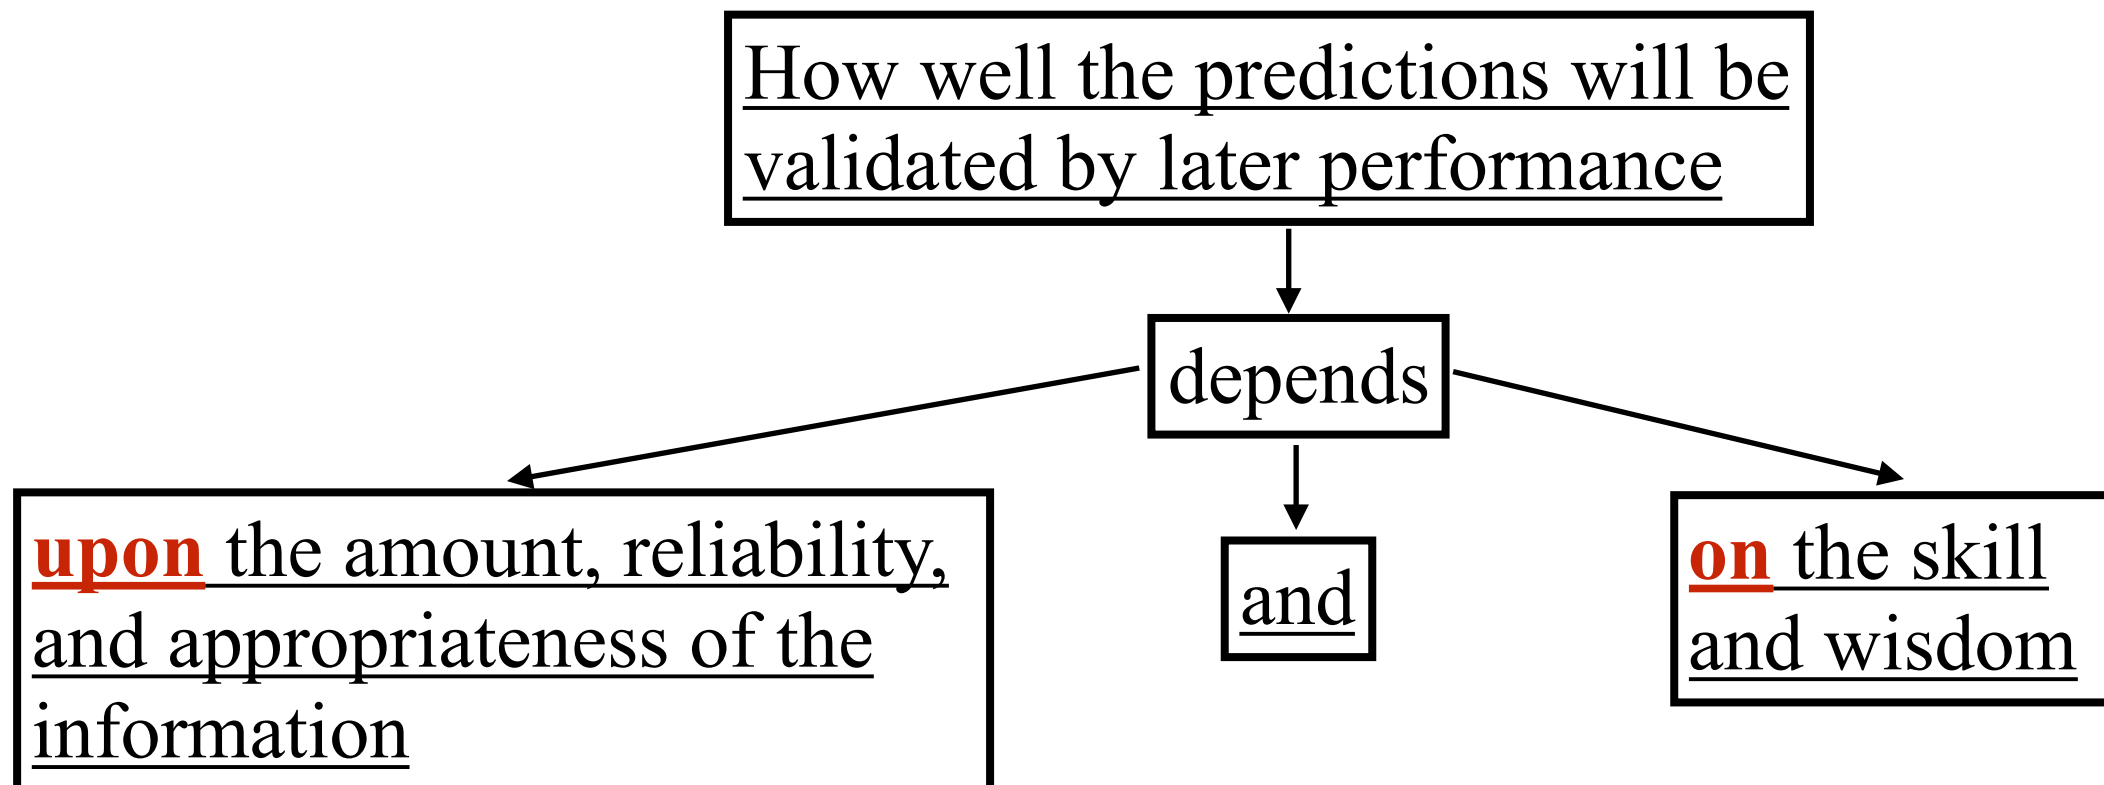 How well the predictions will be
validated by later performance
depends
upon the amount, reliability,
and appropriateness of the
information
and
on the skill
and wisdom